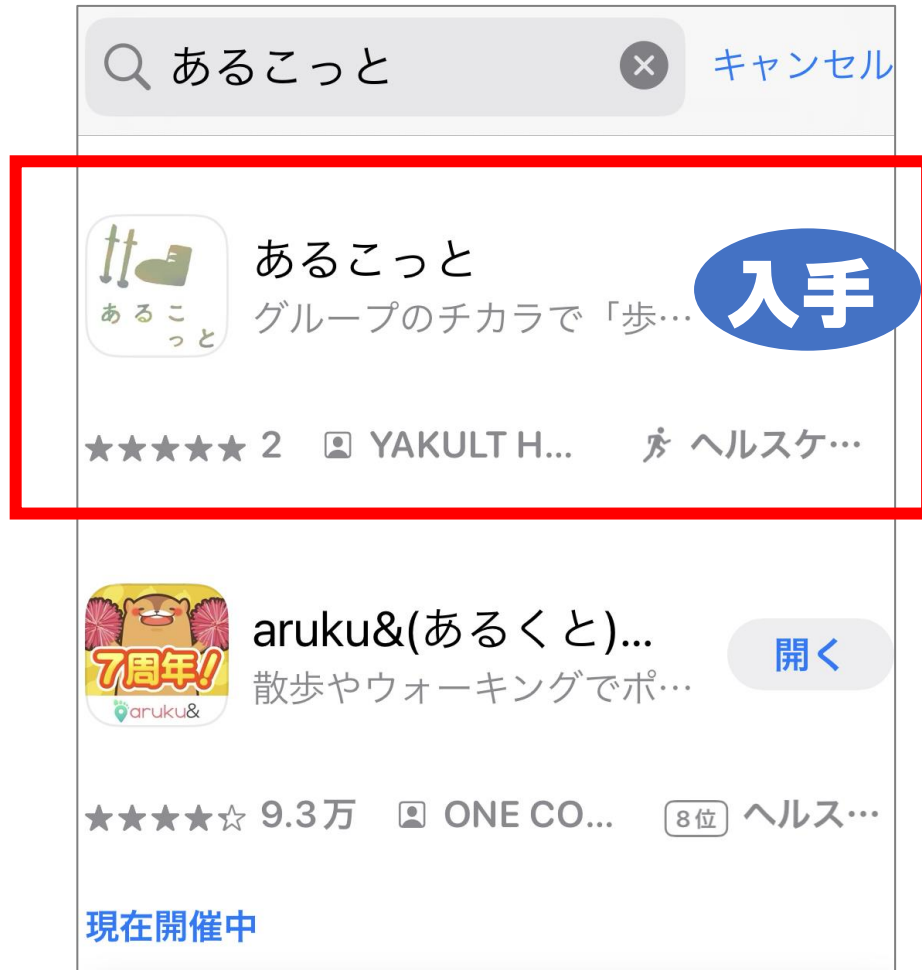 あるこっと
キャンセル
あるこ
っと
あるこっと
グループのチカラで「歩…
入手
★★★★★ 2 YAKULT H... ヘルスケ…
7周年!
aruku&
aruku&(あるくと)...
散歩やウォーキングでポ…
開く
★★★★☆ 9.3万 ONE CO... 8位 ヘルス…
現在開催中